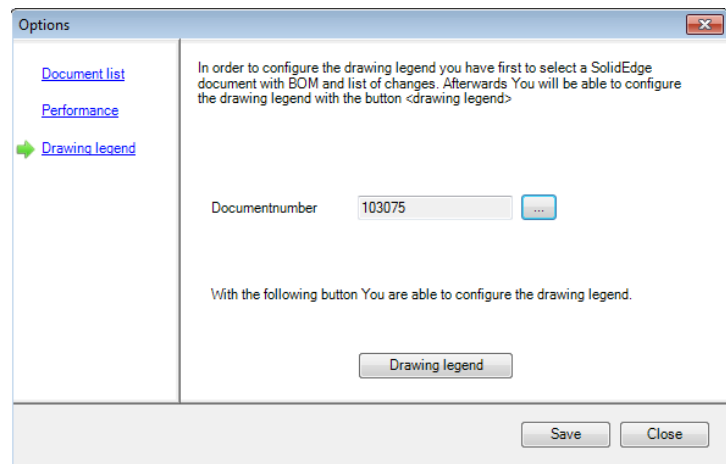 Options
Document list
Performance
Drawing legend
In order to configure the drawing legend you have first to select a SolidEdge
document with BOM and list of changes. Afterwards You will be able to configure
the drawing legend with the button <drawing legend>
Documentnumber 103075 ...
With the following button You are able to configure the drawing legend.
Drawing legend
Save Close